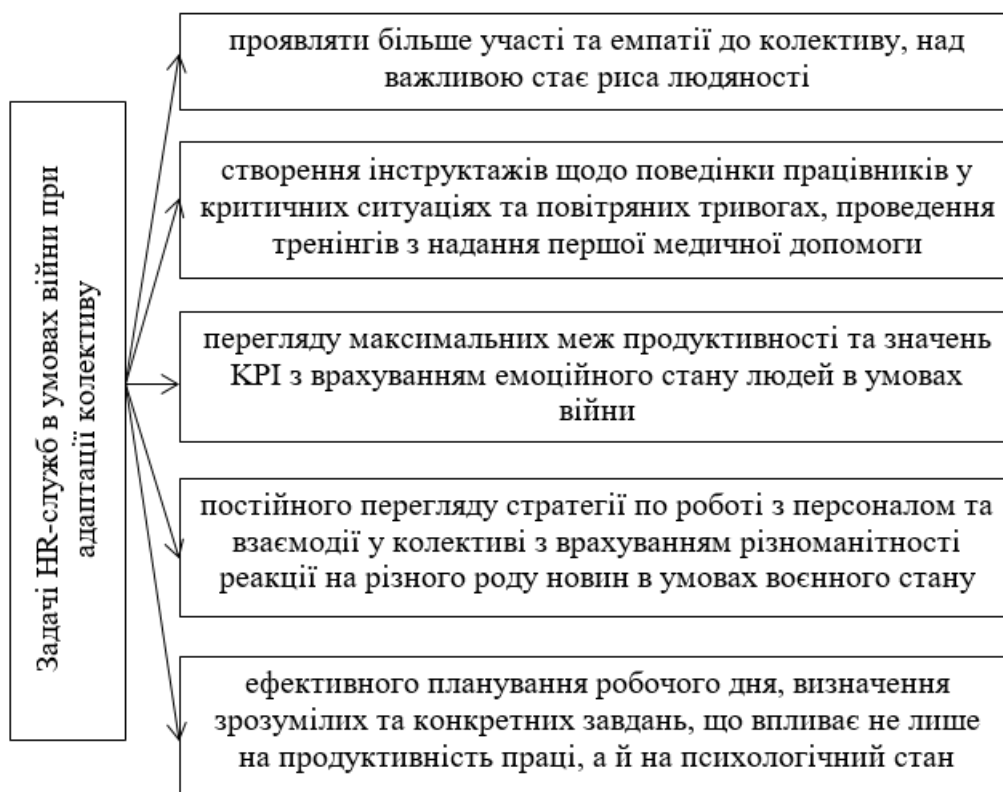 Задачі HR-служб в умовах війни при
адаптації колективу
проявляти більше участі та емпатії до колективу, над
важливою стає риса людяності
створення інструктажів щодо поведінки працівників у
критичних ситуаціях та повітряних тривогах, проведення
тренінгів з надання першої медичної допомоги
перегляду максимальних меж продуктивності та значень
KPI з врахуванням емоційного стану людей в умовах
війни
постійного перегляду стратегії по роботі з персоналом та
взаємодії у колективі з врахуванням різноманітності
реакції на різного роду новин в умовах воєнного стану
ефективного планування робочого дня, визначення
зрозумілих та конкретних завдань, що впливає не лише
на продуктивність праці, а й на психологічний стан